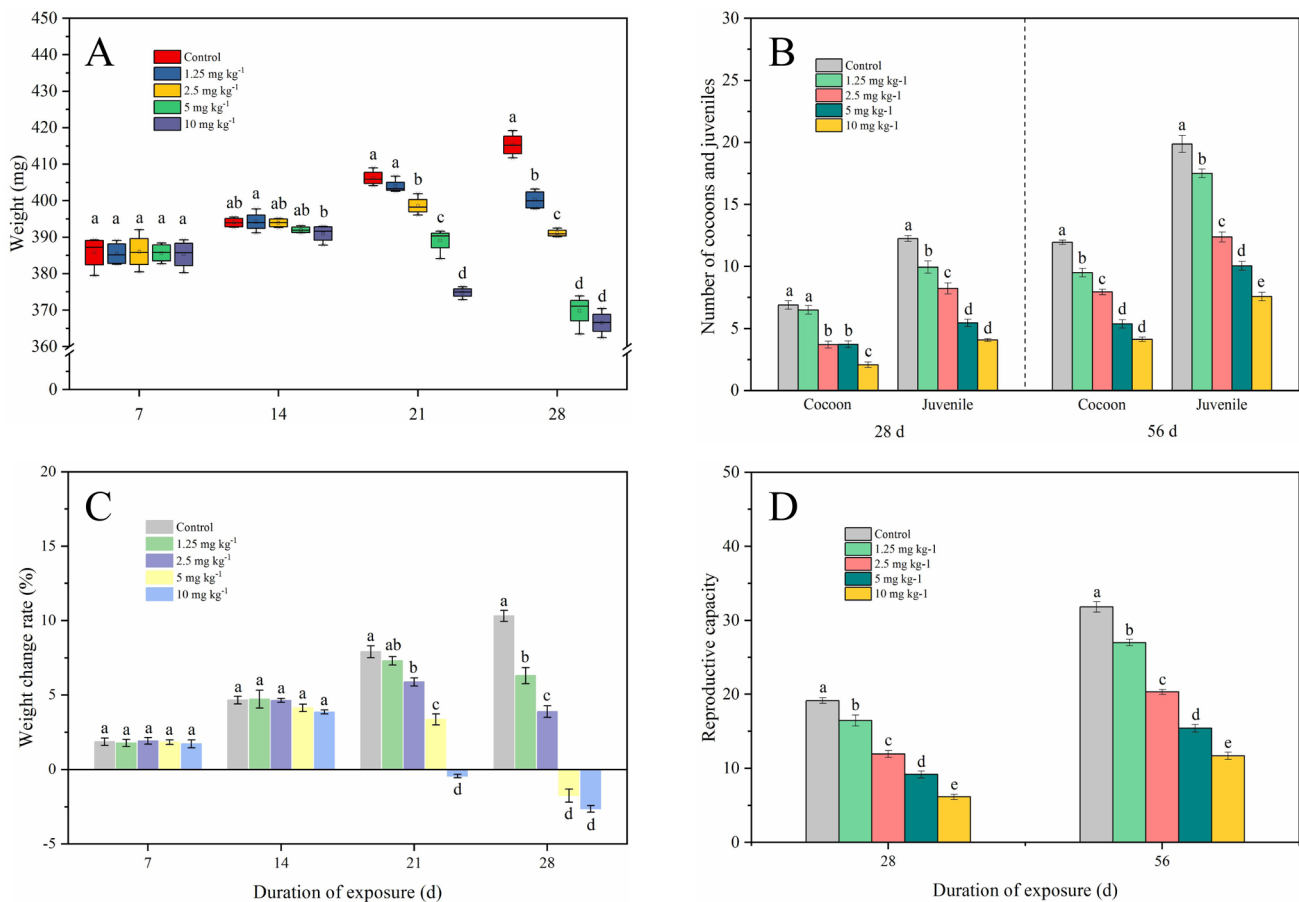 A
Control
1.25 mg kg⁻¹
2.5 mg kg⁻¹
5 mg kg⁻¹
10 mg kg⁻¹
Weight (mg)
450
440
430
420
415
400
390
380
370
360
0
a a a a a
ab a ab ab b
a a b c d
a b c d d
7 14 21 28
B
Control
1.25 mg kg-1
2.5 mg kg-1
5 mg kg-1
10 mg kg-1
Number of cocoons and juveniles
30
25
20
15
10
5
0
a a b b c
a b c d d
a b c d d
a b c d e
Cocoon Juvenile Cocoon Juvenile
28 d 56 d
C
Control
1.25 mg kg⁻¹
2.5 mg kg⁻¹
5 mg kg⁻¹
10 mg kg⁻¹
Weight change rate (%)
20
15
10
5
0
-5
a a a a a
a a a a a
a ab b c d
a b c d d
7 14 21 28
Duration of exposure (d)
D
Control
1.25 mg kg-1
2.5 mg kg-1
5 mg kg-1
10 mg kg-1
Reproductive capacity
50
40
30
20
10
0
a b c d e
a b c d e
28 56
Duration of exposure (d)